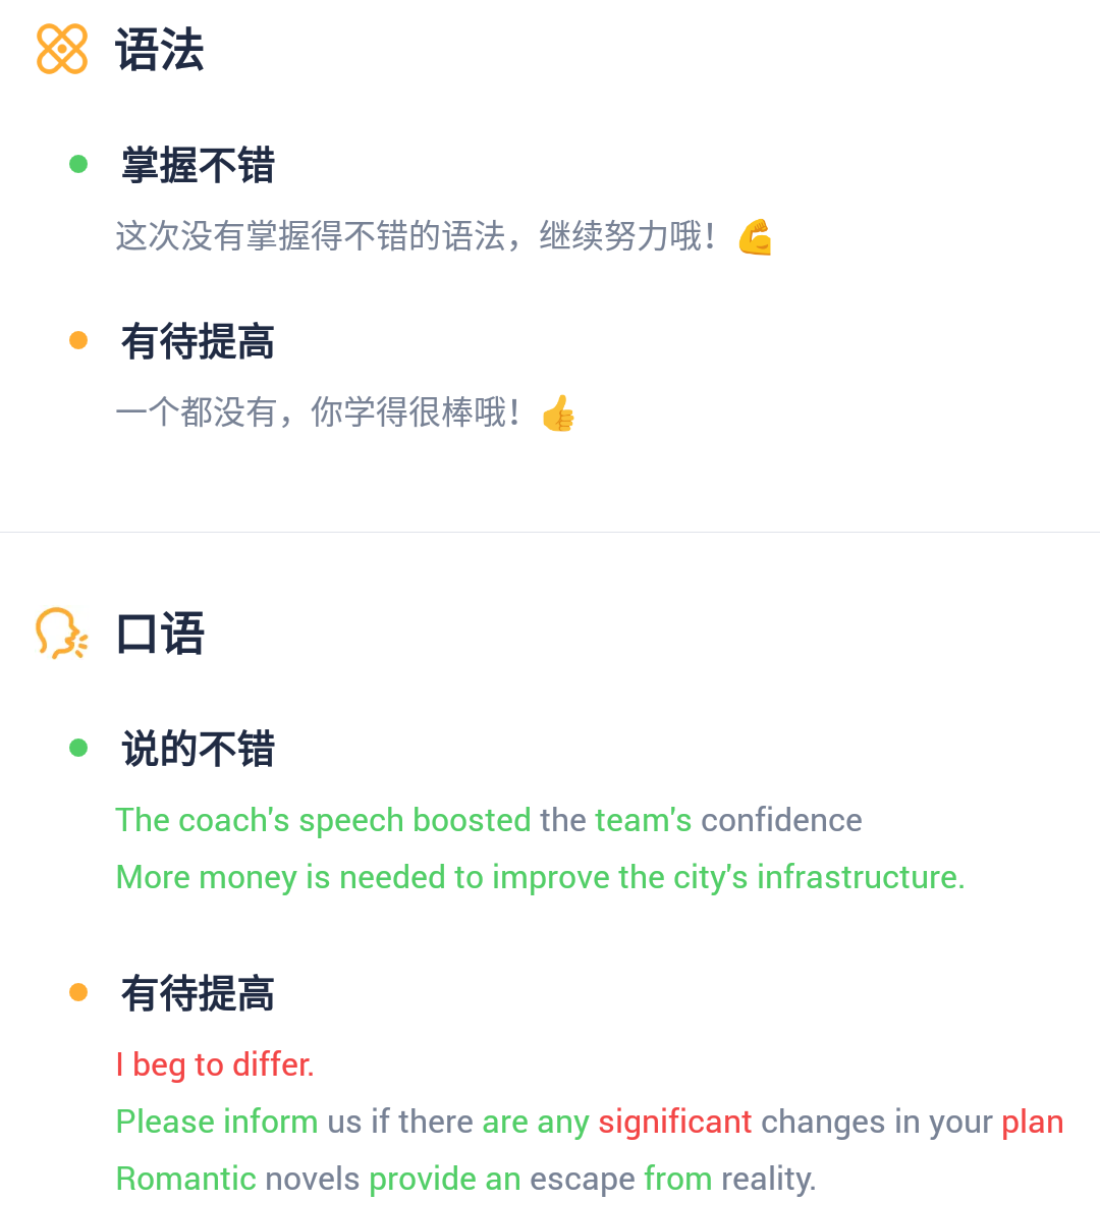 语法
掌握不错
这次没有掌握得不错的语法，继续努力哦！💪
有待提高
一个都没有，你学得很棒哦！👍
口语
说的不错
The coach's speech boosted the team's confidence
More money is needed to improve the city's infrastructure.
有待提高
I beg to differ.
Please inform us if there are any significant changes in your plan
Romantic novels provide an escape from reality.